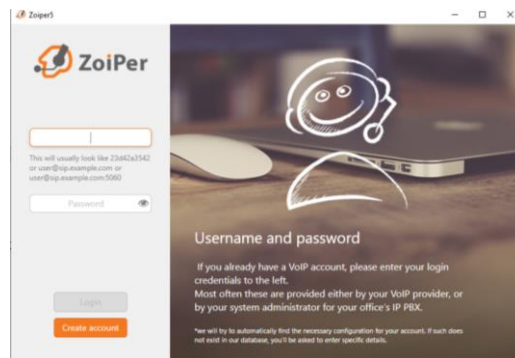 Zoiper5
ZoiPer
This will usually look like 23d42a3542
or user@sip.example.com or
user@sip.example.com:5060
Password
Login
Create account
Username and password
If you already have a VoIP account, please enter your login
credentials to the left.
Most often these are provided either by your VoIP provider, or
by your system administrator for your office's IP PBX.
*we will try to automatically find the necessary configuration for your account. If such does
not exist in our database, you'll be asked to enter specific details.